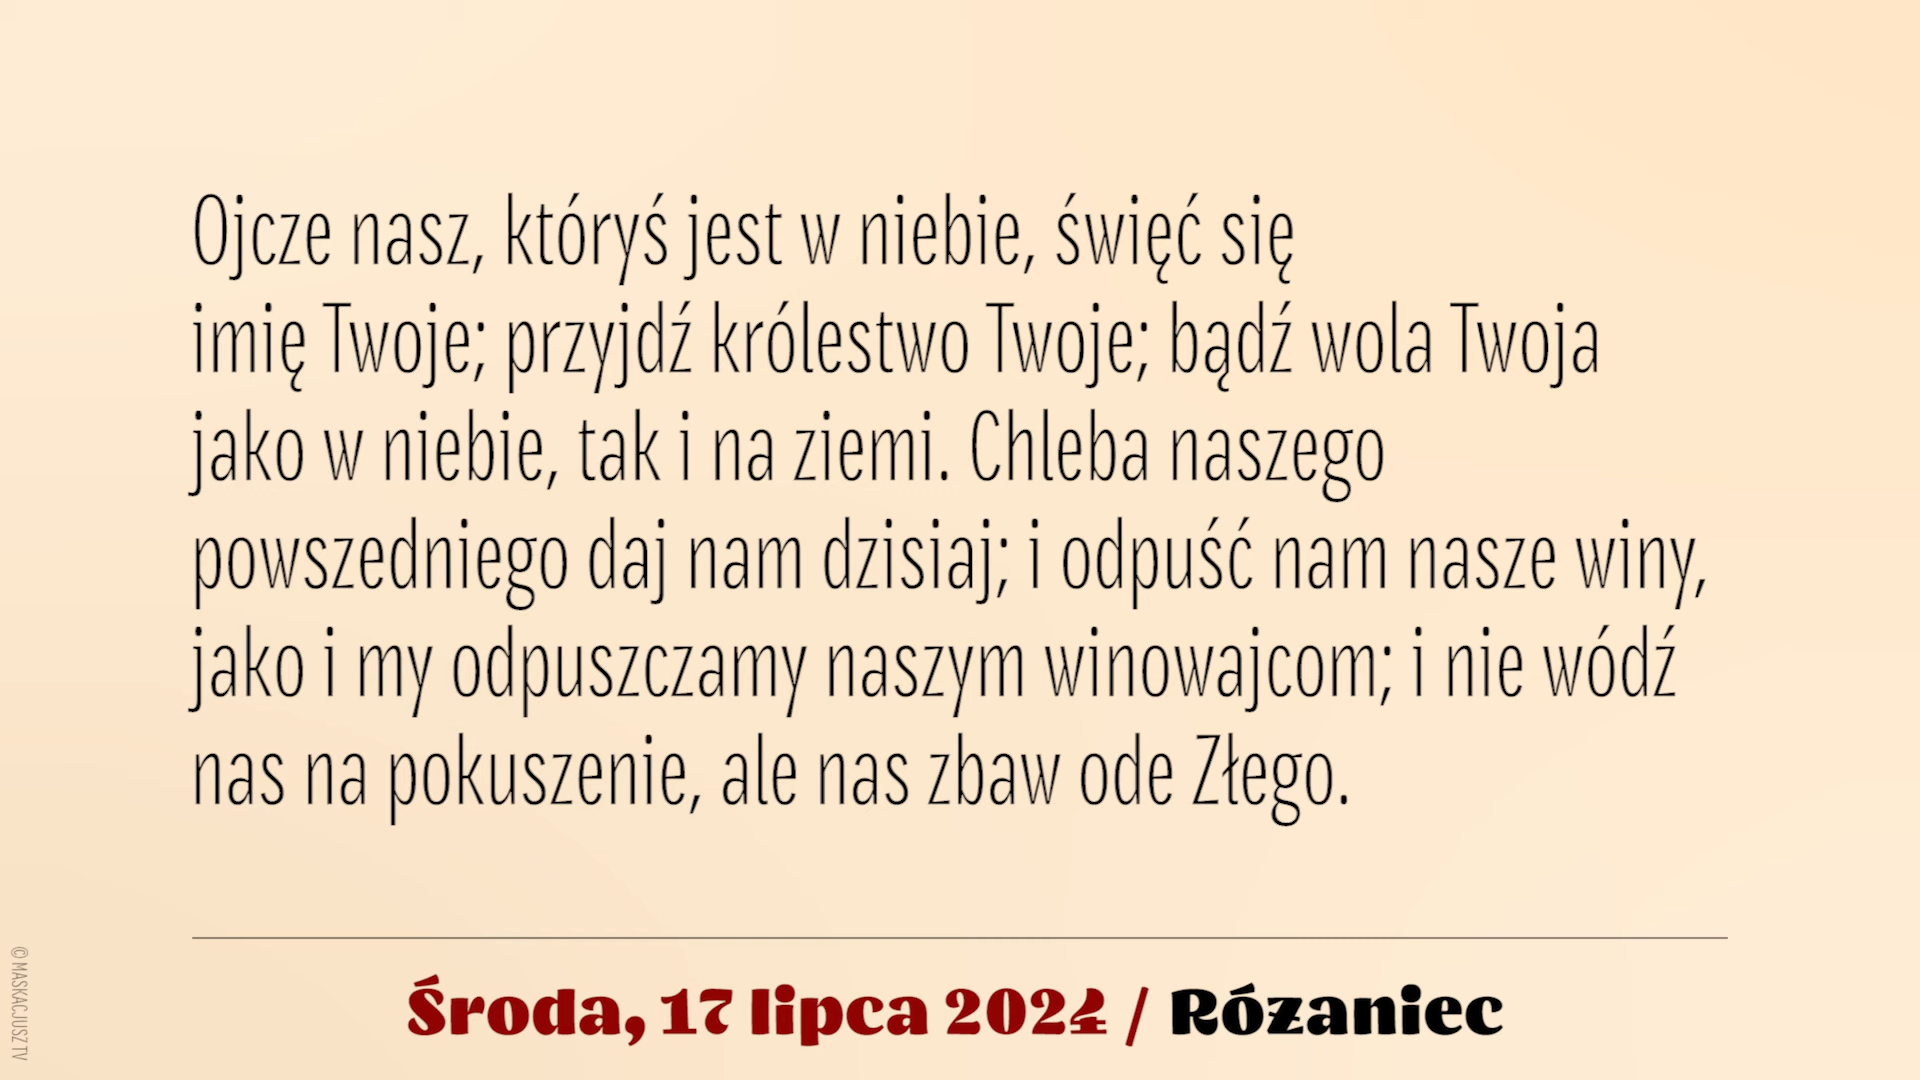 Ojcze nasz, któryś jest w niebie, święć się
imię Twoje; przyjdź królestwo Twoje; bądź wola Twoja
jako w niebie, tak i na ziemi. Chleba naszego
powszedniego daj nam dzisiaj; i odpuść nam nasze winy,
jako i my odpuszczamy naszym winowajcom; i nie wódź
nas na pokuszenie, ale nas zbaw ode Złego.
Środa, 17 lipca 2024 / Różaniec
© MASKACJUSZ TV